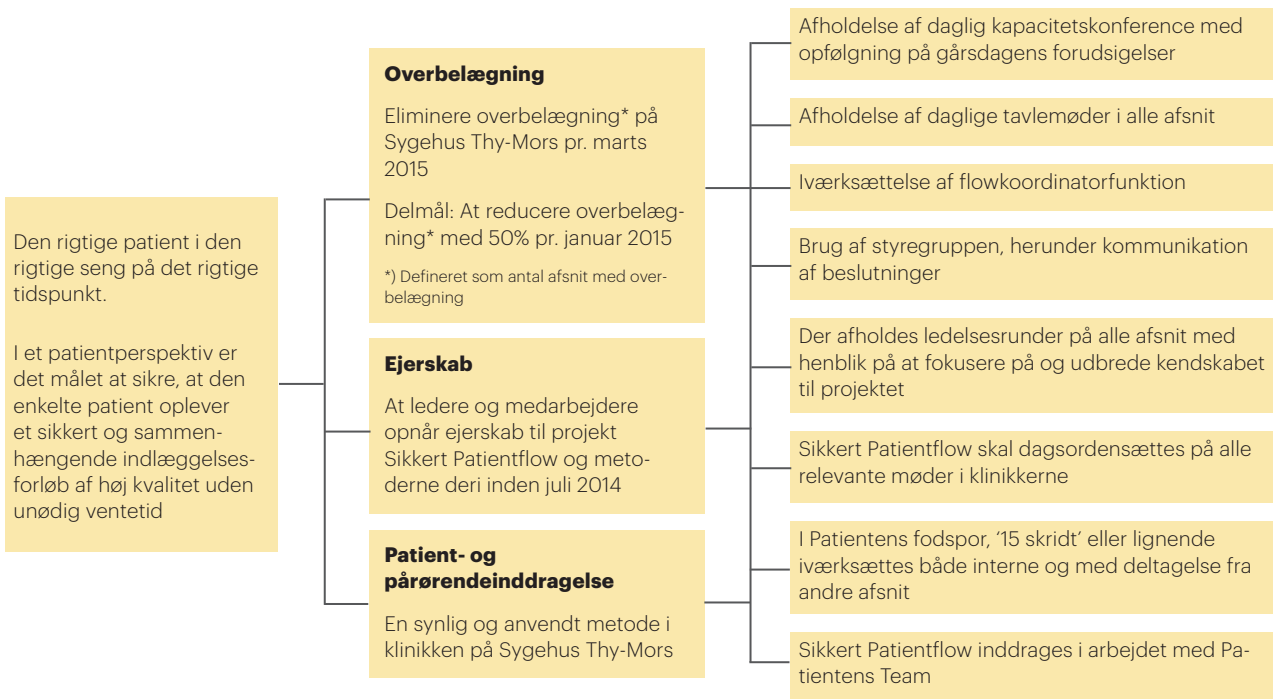 Den rigtige patient i den
rigtige seng på det rigtige
tidspunkt.
I et patientperspektiv er
det målet at sikre, at den
enkelte patient oplever
et sikkert og sammen-
hængende indlæggelses-
forløb af høj kvalitet uden
unødig ventetid
Overbelægning
Eliminere overbelægning* på
Sygehus Thy-Mors pr. marts
2015
Delmål: At reducere overbelæg-
ning* med 50% pr. januar 2015
*) Defineret som antal afsnit med over-
belægning
Ejerskab
At ledere og medarbejdere
opnår ejerskab til projekt
Sikkert Patientflow og meto-
derne deri inden juli 2014
Patient- og
pårørendeinddragelse
En synlig og anvendt metode i
klinikken på Sygehus Thy-Mors
Afholdelse af daglig kapacitetskonference med
opfølgning på gårsdagens forudsigelser
Afholdelse af daglige tavlemøder i alle afsnit
Iværksættelse af flowkoordinatorfunktion
Brug af styregruppen, herunder kommunikation
af beslutninger
Der afholdes ledelsesrunder på alle afsnit med
henblik på at fokusere på og udbrede kendskabet
til projektet
Sikkert Patientflow skal dagsordensættes på alle
relevante møder i klinikkerne
I Patientens fodspor, ‘15 skridt’ eller lignende
iværksættes både interne og med deltagelse fra
andre afsnit
Sikkert Patientflow inddrages i arbejdet med Pa-
tientens Team